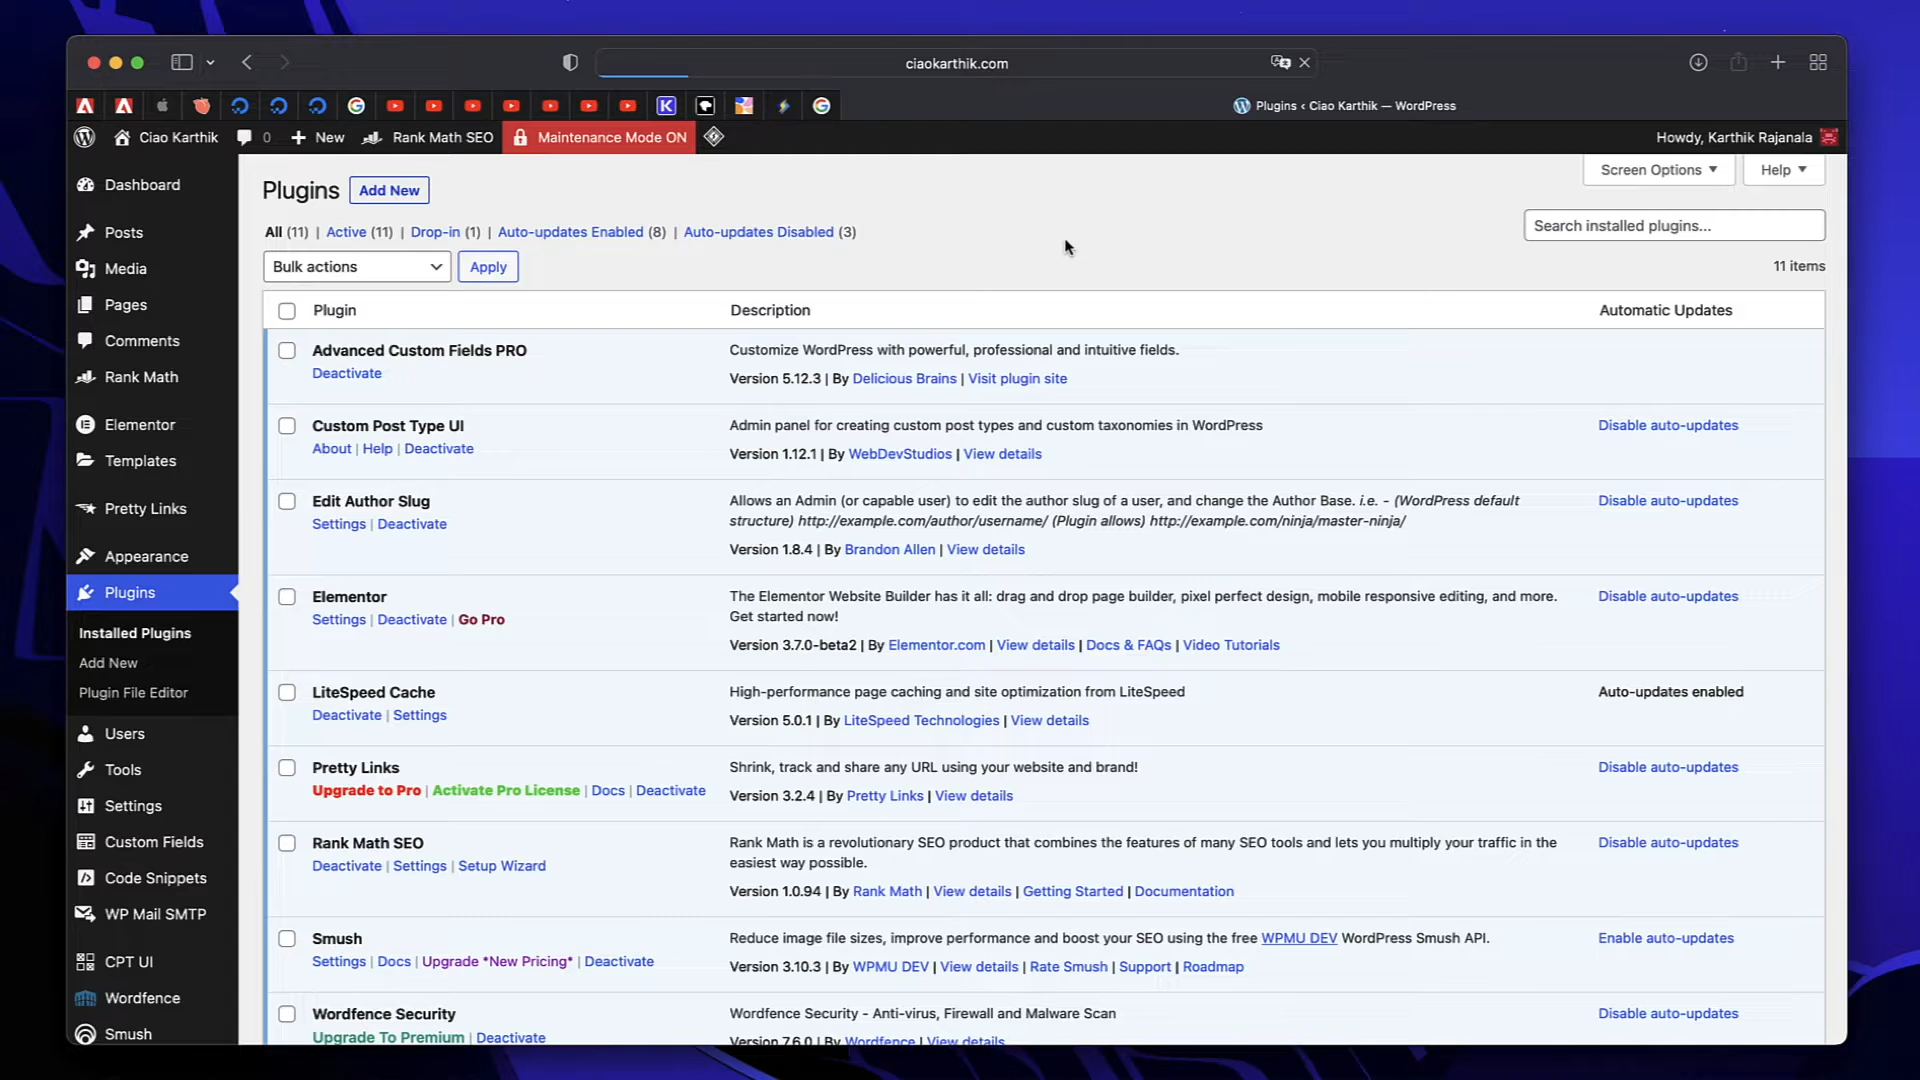 ciaokarthik.com
Plugins ‹ Ciao Karthik — WordPress
Ciao Karthik
0
New
Rank Math SEO
Maintenance Mode ON
Howdy, Karthik Rajanala
Dashboard
Posts
Media
Pages
Comments
Rank Math
Elementor
Templates
Pretty Links
Appearance
Plugins
Installed Plugins
Add New
Plugin File Editor
Users
Tools
Settings
Custom Fields
Code Snippets
WP Mail SMTP
CPT UI
Wordfence
Smush
Screen Options
Help
Plugins Add New
All (11) | Active (11) | Drop-in (1) | Auto-updates Enabled (8) | Auto-updates Disabled (3)
Search installed plugins...
Bulk actions Apply
11 items
Plugin Description Automatic Updates
Advanced Custom Fields PRO
Deactivate
Customize WordPress with powerful, professional and intuitive fields.
Version 5.12.3 | By Delicious Brains | Visit plugin site
Custom Post Type UI
About | Help | Deactivate
Admin panel for creating custom post types and custom taxonomies in WordPress
Version 1.12.1 | By WebDevStudios | View details
Disable auto-updates
Edit Author Slug
Settings | Deactivate
Allows an Admin (or capable user) to edit the author slug of a user, and change the Author Base. i.e. - (WordPress default
structure) http://example.com/author/username/ (Plugin allows) http://example.com/ninja/master-ninja/
Version 1.8.4 | By Brandon Allen | View details
Disable auto-updates
Elementor
Settings | Deactivate | Go Pro
The Elementor Website Builder has it all: drag and drop page builder, pixel perfect design, mobile responsive editing, and more.
Get started now!
Version 3.7.0-beta2 | By Elementor.com | View details | Docs & FAQs | Video Tutorials
Disable auto-updates
LiteSpeed Cache
Deactivate | Settings
High-performance page caching and site optimization from LiteSpeed
Version 5.0.1 | By LiteSpeed Technologies | View details
Auto-updates enabled
Pretty Links
Upgrade to Pro | Activate Pro License | Docs | Deactivate
Shrink, track and share any URL using your website and brand!
Version 3.2.4 | By Pretty Links | View details
Disable auto-updates
Rank Math SEO
Deactivate | Settings | Setup Wizard
Rank Math is a revolutionary SEO product that combines the features of many SEO tools and lets you multiply your traffic in the
easiest way possible.
Version 1.0.94 | By Rank Math | View details | Getting Started | Documentation
Disable auto-updates
Smush
Settings | Docs | Upgrade *New Pricing* | Deactivate
Reduce image file sizes, improve performance and boost your SEO using the free WPMU DEV WordPress Smush API.
Version 3.10.3 | By WPMU DEV | View details | Rate Smush | Support | Roadmap
Enable auto-updates
Wordfence Security
Upgrade To Premium | Deactivate
Wordfence Security - Anti-virus, Firewall and Malware Scan
Version 7.6.0 | By Wordfence | View details
Disable auto-updates